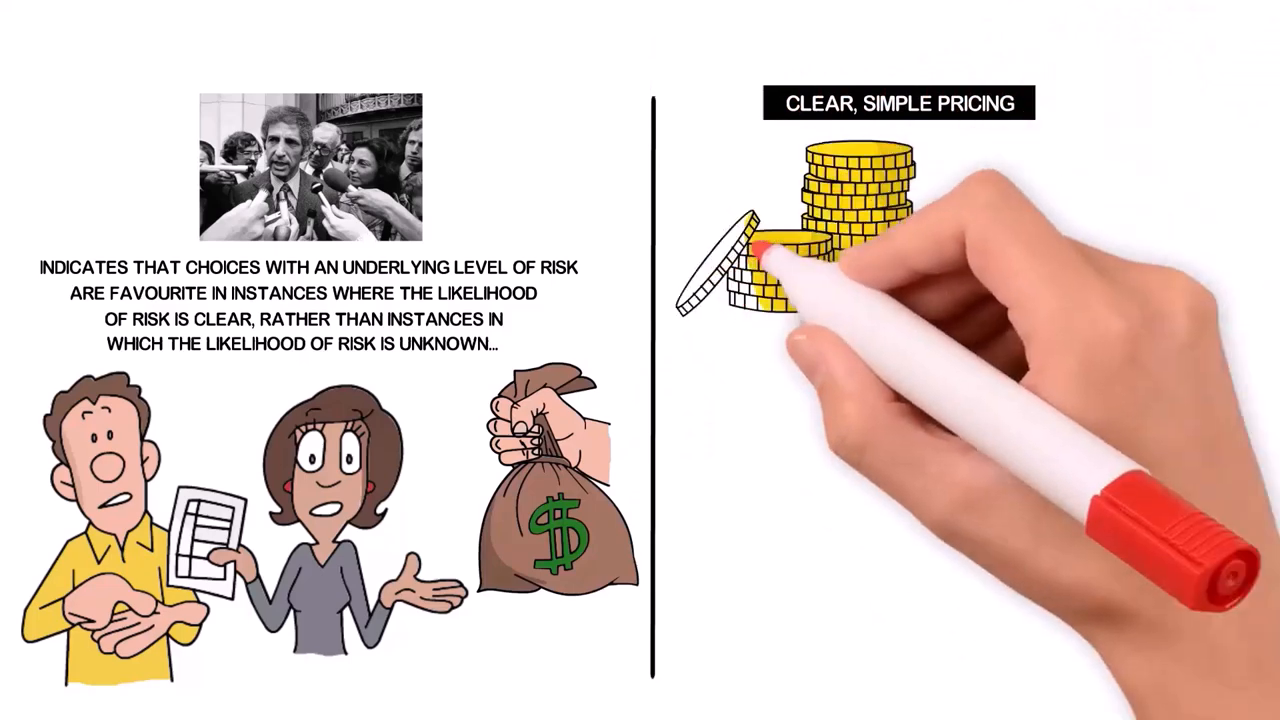 INDICATES THAT CHOICES WITH AN UNDERLYING LEVEL OF RISK
ARE FAVOURITE IN INSTANCES WHERE THE LIKELIHOOD
OF RISK IS CLEAR, RATHER THAN INSTANCES IN
WHICH THE LIKELIHOOD OF RISK IS UNKNOWN...
$
CLEAR, SIMPLE PRICING